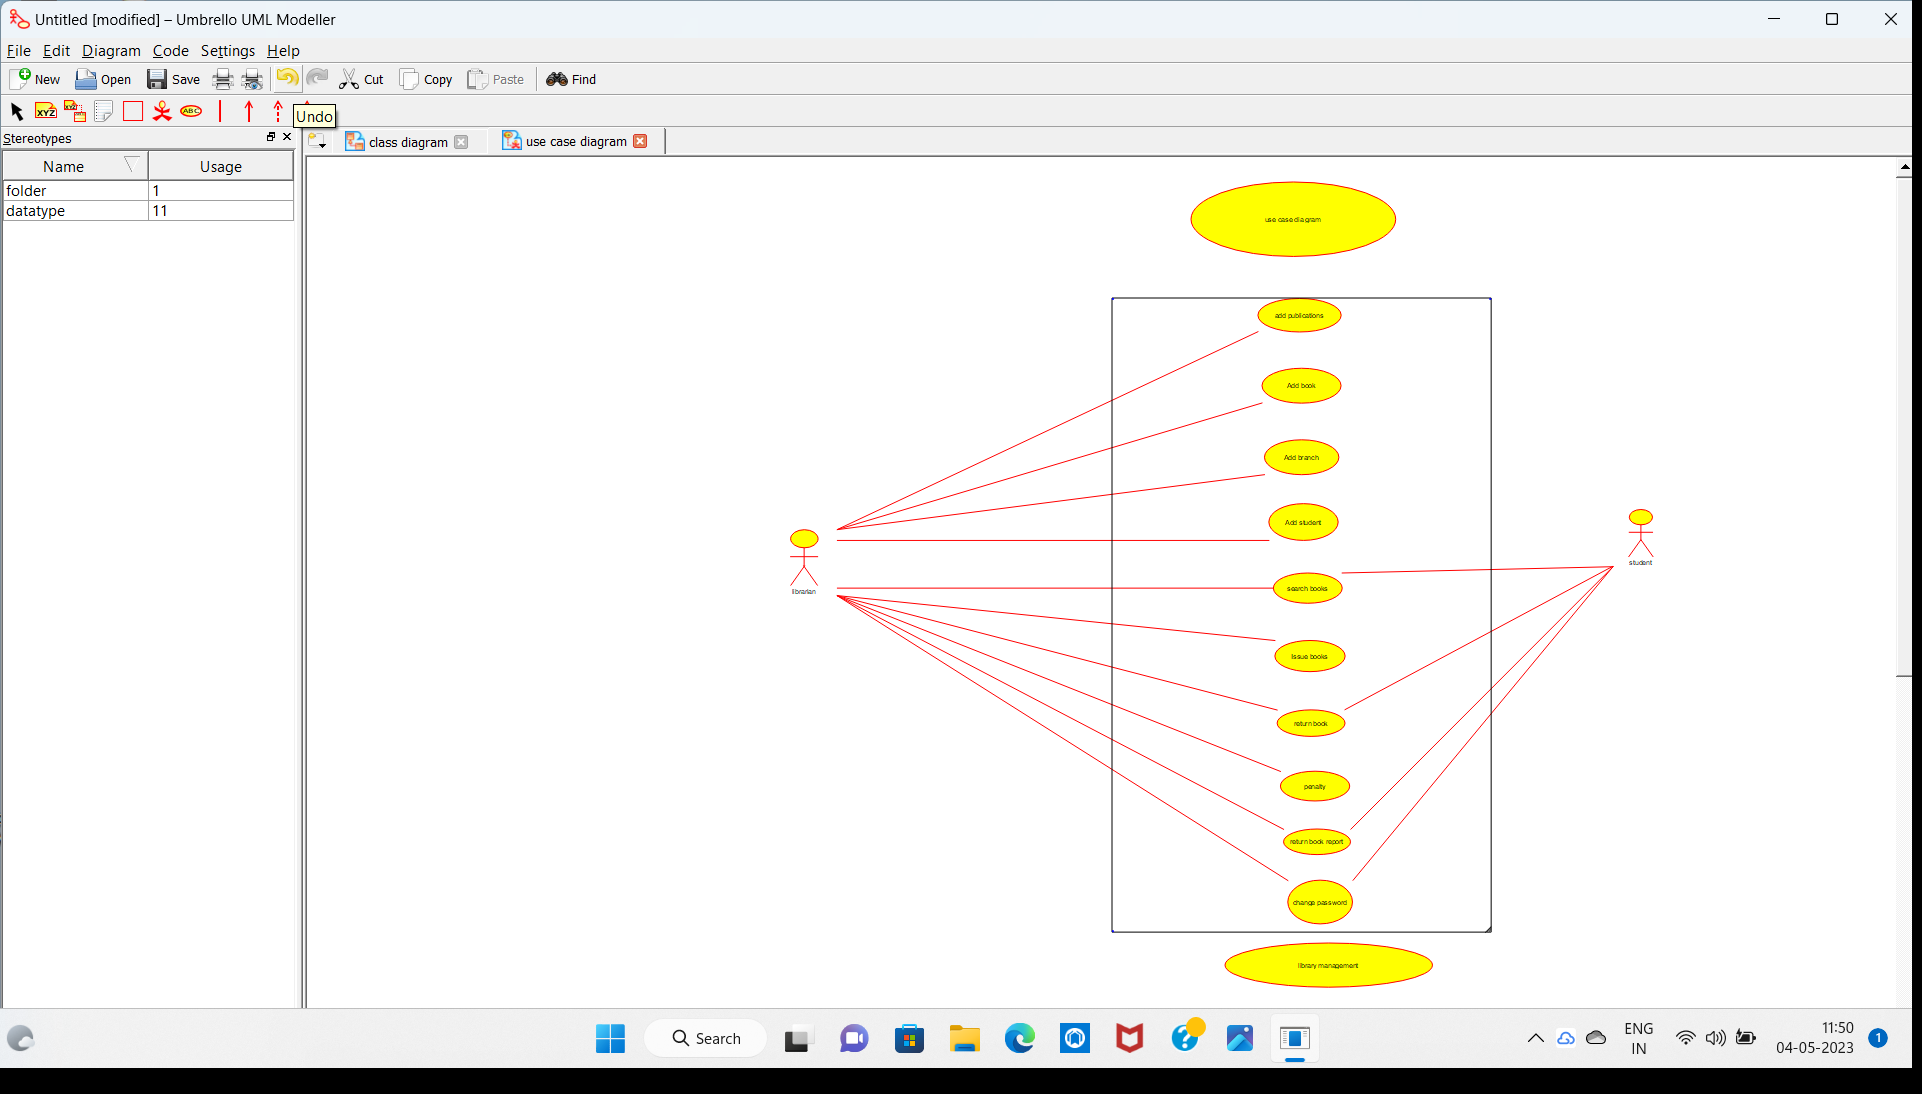 Untitled [modified] – Umbrello UML Modeller
File Edit Diagram Code Settings Help
New Open Save Cut Copy Paste Find
XYZ XYZ ABC
Undo
Stereotypes
class diagram
use case diagram
Name Usage
folder 1
datatype 11
use case diagram
add publications
Add book
Add branch
Add student
search books
Issue books
return book
penalty
return book report
change password
librarian
student
library management
Search
ENG
IN
11:50
04-05-2023
1